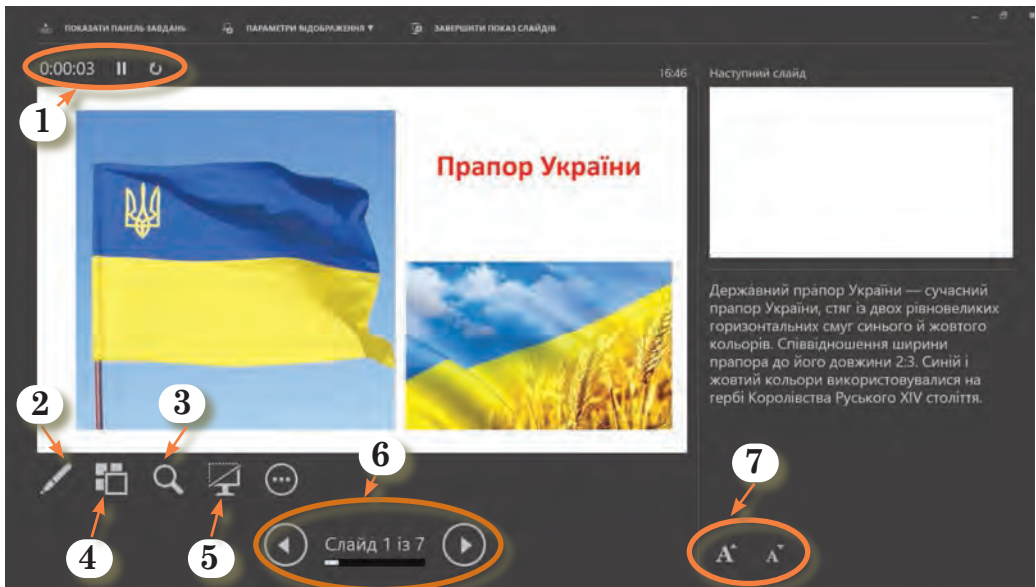 ПОКАЗАТИ ПАНЕЛЬ ЗАВДАНЬ ПАРАМЕТРИ ВІДОБРАЖЕННЯ ▼ ЗАВЕРШИТИ ПОКАЗ СЛАЙДІВ
0:00:03
16:46
Наступний слайд
1
Прапор України
Державний прапор України — сучасний
прапор України, стяг із двох рівновеликих
горизонтальних смуг синього й жовтого
кольорів. Співвідношення ширини
прапора до його довжини 2:3. Синій і
жовтий кольори використовувалися на
гербі Королівства Руського XIV століття.
2
3
6
7
4
5
Слайд 1 із 7
A A